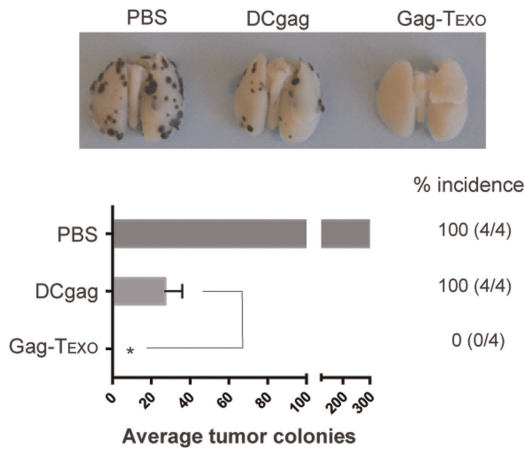 PBS DCgag Gag-TEXO
% incidence
PBS 100 (4/4)
DCgag 100 (4/4)
Gag-TEXO * 0 (0/4)
0 20 40 60 80 100 200 300
Average tumor colonies